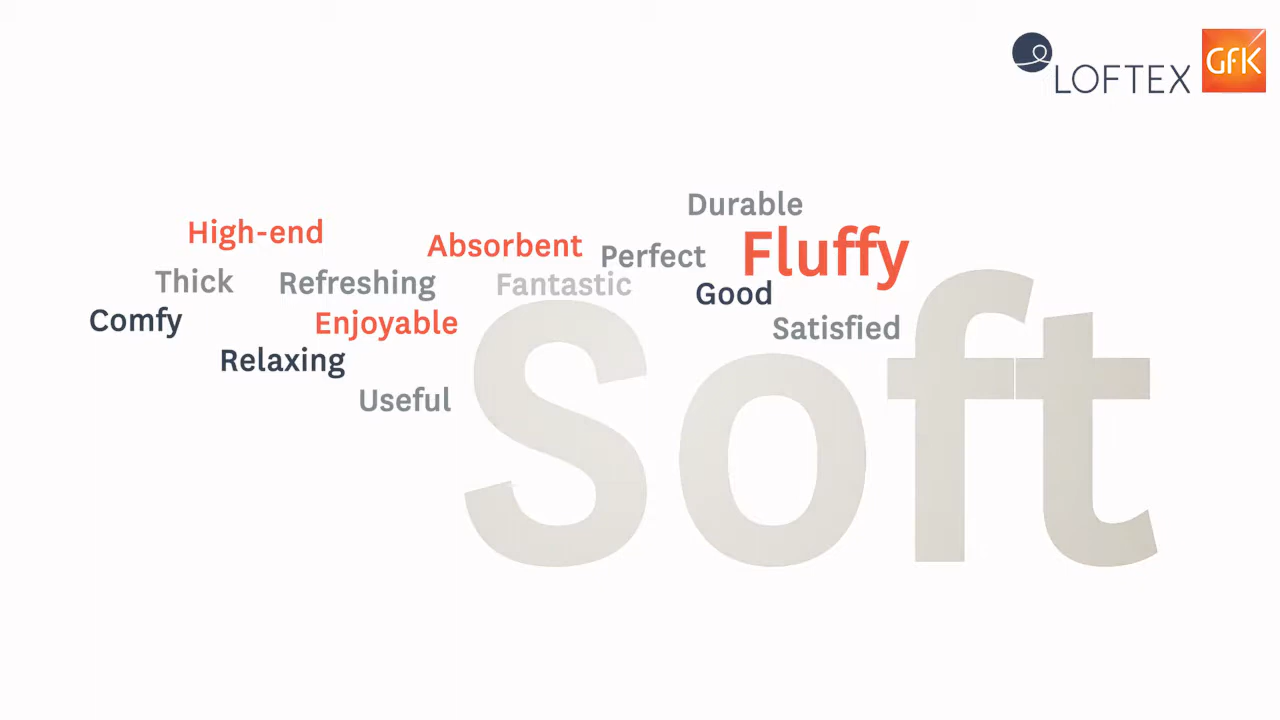 LOFTEX
GfK
Durable
High-end
Absorbent
Perfect
Fluffy
Thick
Refreshing
Fantastic
Good
Comfy
Enjoyable
Satisfied
Relaxing
Useful
Soft